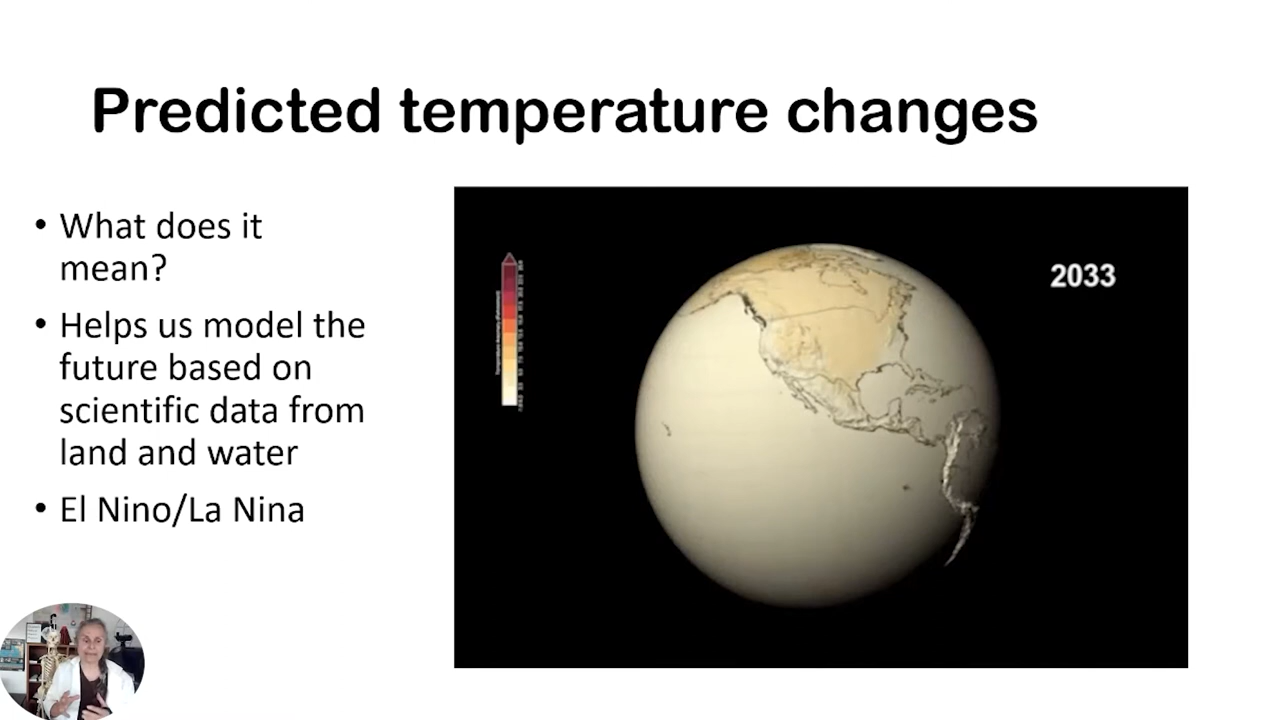 Predicted temperature changes
• What does it
mean?
• Helps us model the
future based on
scientific data from
land and water
• El Nino/La Nina
2033